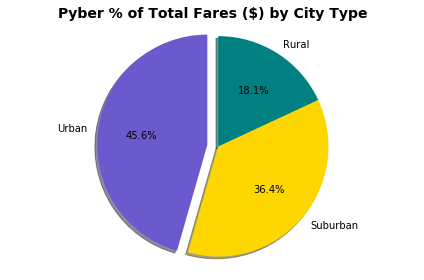 Pyber % of Total Fares ($) by City Type
Rural
18.1%
Urban
45.6%
36.4%
Suburban